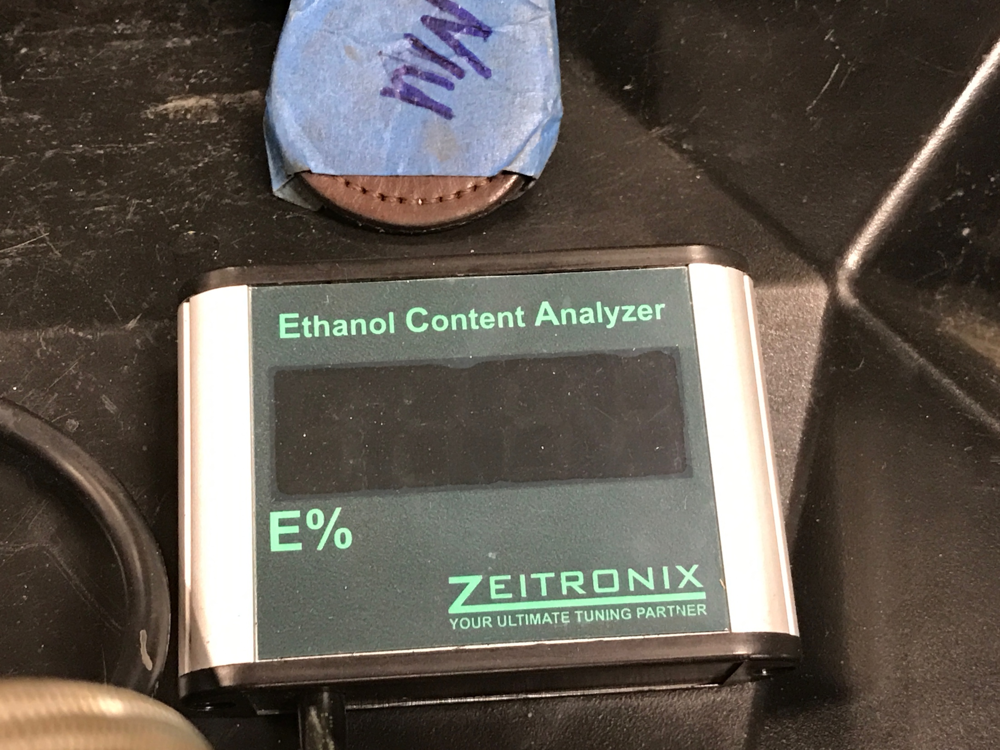 Ethanol Content Analyzer
E%
ZEITRONIX
YOUR ULTIMATE TUNING PARTNER